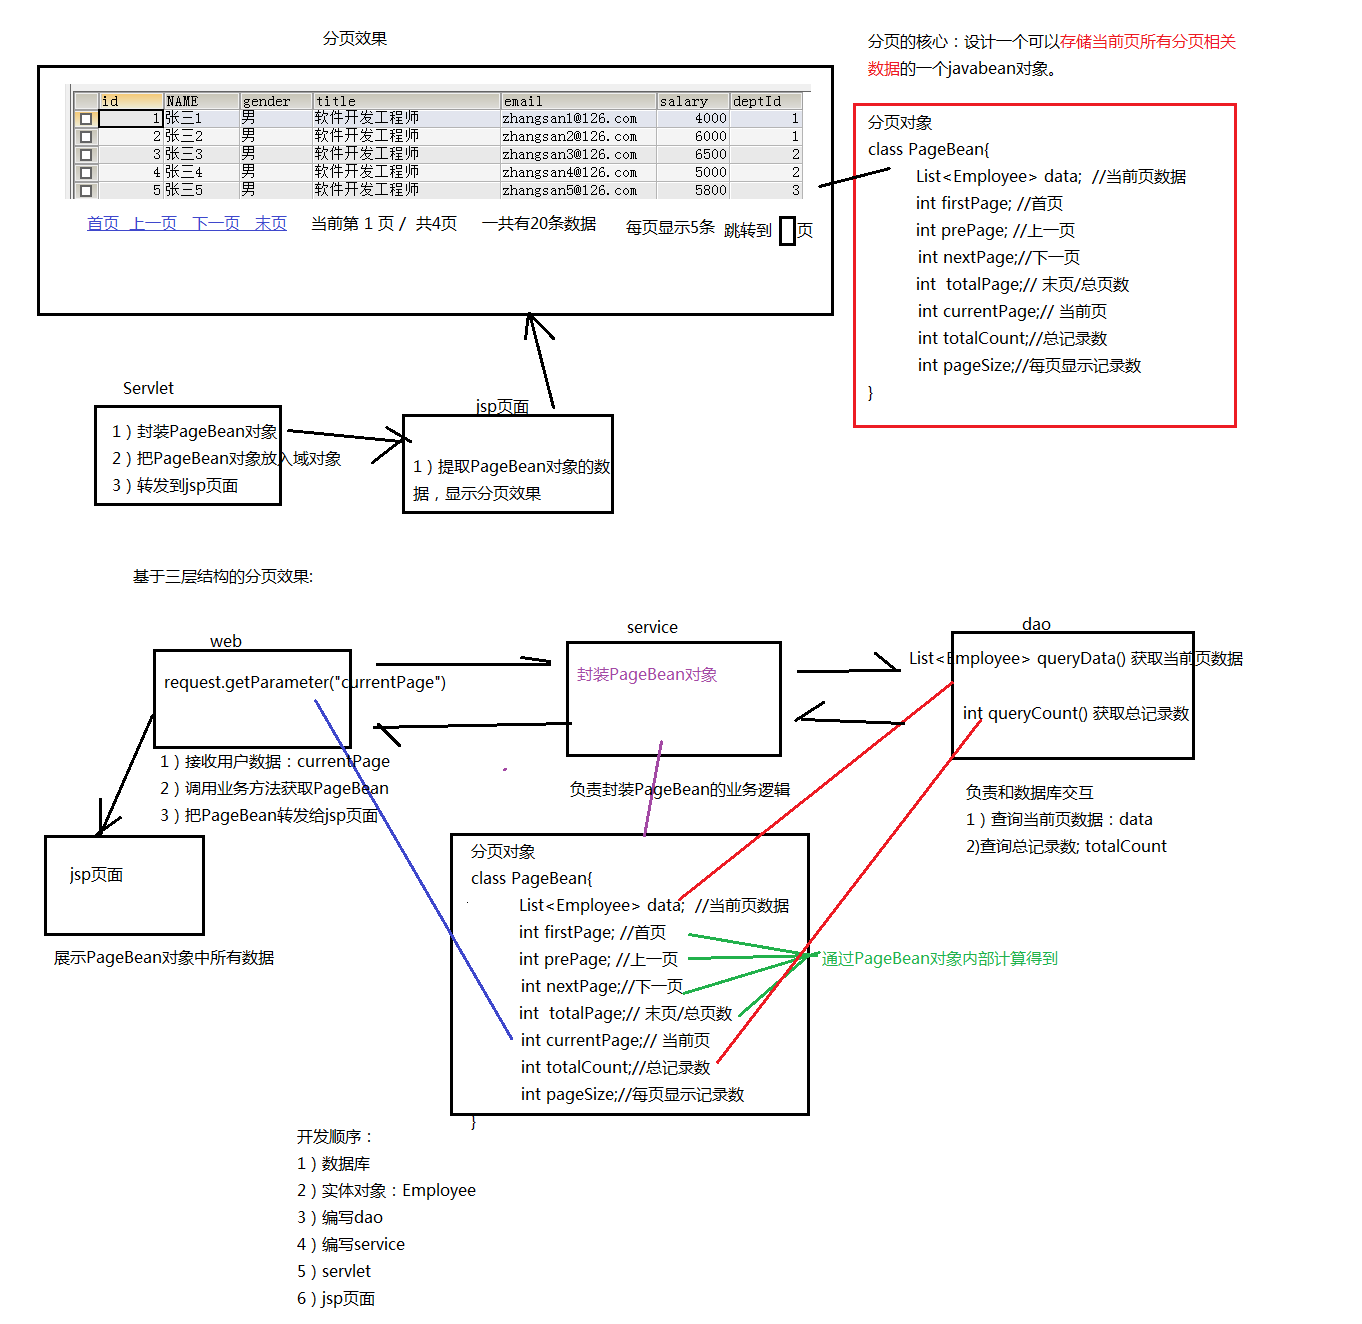 分页效果
id NAME gender title email salary deptId
1 张三1 男 软件开发工程师 zhangsan1@126.com 4000 1
2 张三2 男 软件开发工程师 zhangsan2@126.com 6000 1
3 张三3 男 软件开发工程师 zhangsan3@126.com 6500 2
4 张三4 男 软件开发工程师 zhangsan4@126.com 5000 2
5 张三5 男 软件开发工程师 zhangsan5@126.com 5800 3
首页 上一页 下一页 末页 当前第 1 页 / 共4页 一共有20条数据 每页显示5条 跳转到 页
分页的核心：设计一个可以存储当前页所有分页相关
数据的一个javabean对象。
分页对象
class PageBean{
List<Employee> data; //当前页数据
int firstPage; //首页
int prePage; //上一页
int nextPage;//下一页
int totalPage;// 末页/总页数
int currentPage;// 当前页
int totalCount;//总记录数
int pageSize;//每页显示记录数
}
Servlet
1）封装PageBean对象
2）把PageBean对象放入域对象
3）转发到jsp页面
jsp页面
1）提取PageBean对象的数
据，显示分页效果
基于三层结构的分页效果:
web
request.getParameter("currentPage")
1）接收用户数据：currentPage
2）调用业务方法获取PageBean
3）把PageBean转发给jsp页面
service
封装PageBean对象
负责封装PageBean的业务逻辑
dao
List<Employee> queryData() 获取当前页数据
int queryCount() 获取总记录数
负责和数据库交互
1）查询当前页数据：data
2)查询总记录数; totalCount
jsp页面
展示PageBean对象中所有数据
分页对象
class PageBean{
List<Employee> data; //当前页数据
int firstPage; //首页
int prePage; //上一页
int nextPage;//下一页
int totalPage;// 末页/总页数
int currentPage;// 当前页
int totalCount;//总记录数
int pageSize;//每页显示记录数
}
通过PageBean对象内部计算得到
开发顺序：
1）数据库
2）实体对象：Employee
3）编写dao
4）编写service
5）servlet
6）jsp页面